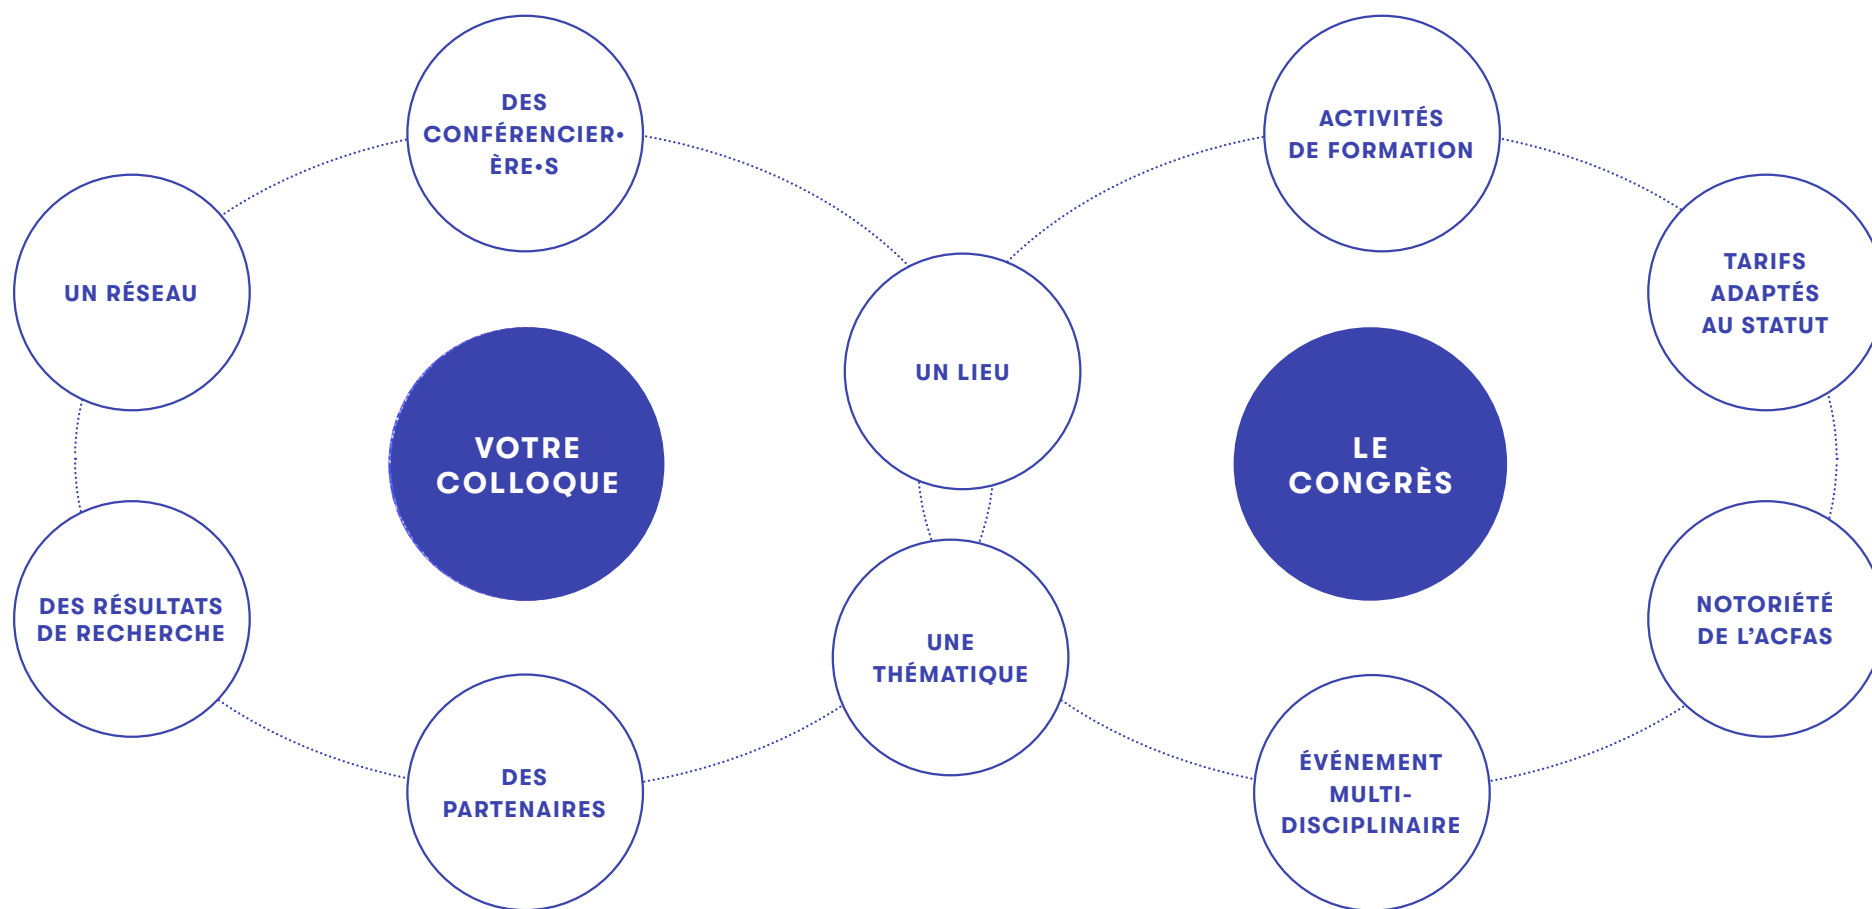 DES
CONFÉRENCIER•
ÈRE•S
UN RÉSEAU
VOTRE
COLLOQUE
DES RÉSULTATS
DE RECHERCHE
DES
PARTENAIRES
UN LIEU
UNE
THÉMATIQUE
ACTIVITÉS
DE FORMATION
TARIFS
ADAPTÉS
AU STATUT
LE
CONGRÈS
NOTORIÉTÉ
DE L’ACFAS
ÉVÉNEMENT
MULTI-
DISCIPLINAIRE